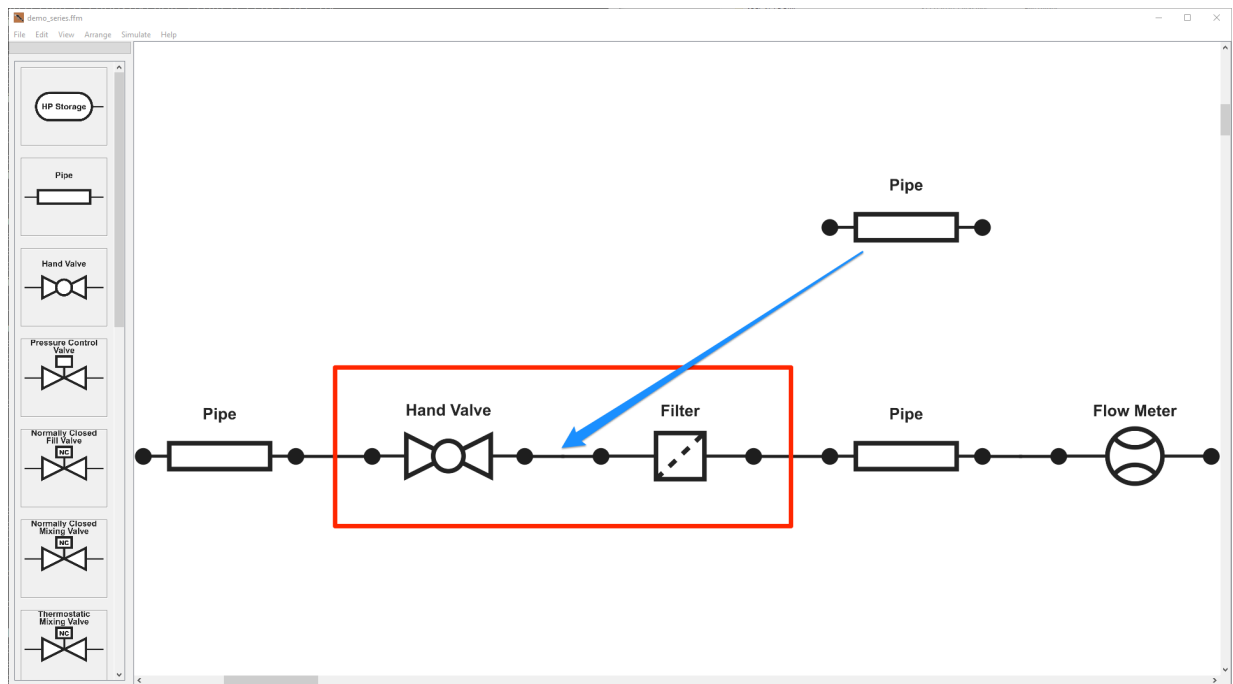 demo_series.ffm
File Edit View Arrange Simulate Help
HP Storage
Pipe
Hand Valve
Pressure Control
Valve
Normally Closed
Fill Valve
NC
Normally Closed
Mixing Valve
NC
Thermostatic
Mixing Valve
NC
Pipe
Pipe
Hand Valve
Filter
Pipe
Flow Meter